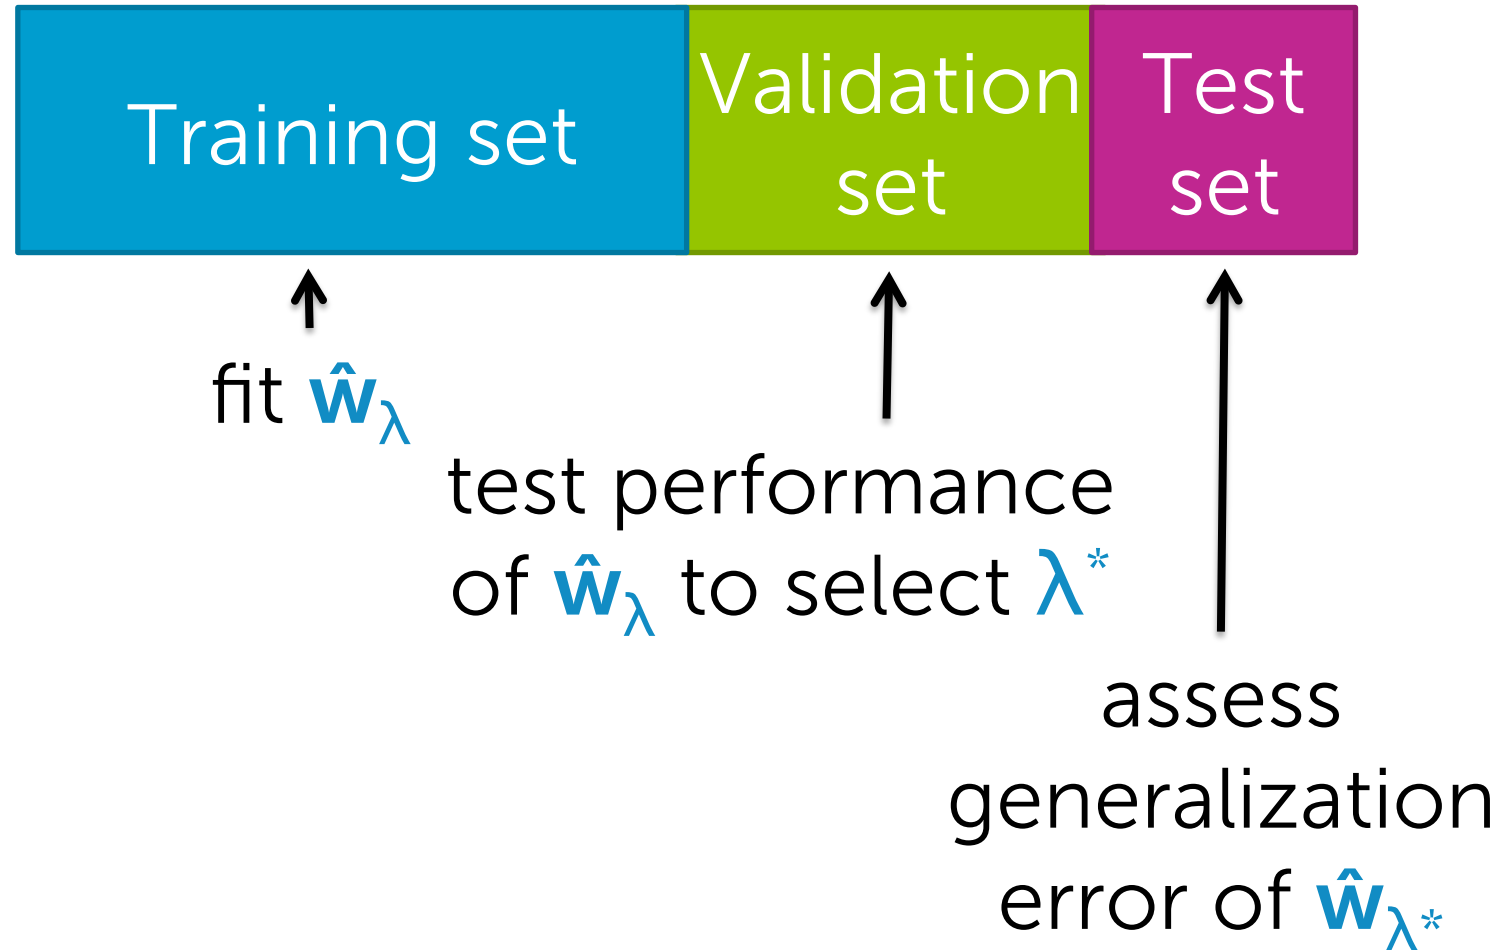 Training set
Validation
set
Test
set
fit ŵλ
test performance
of ŵλ to select λ*
assess
generalization
error of ŵλ*